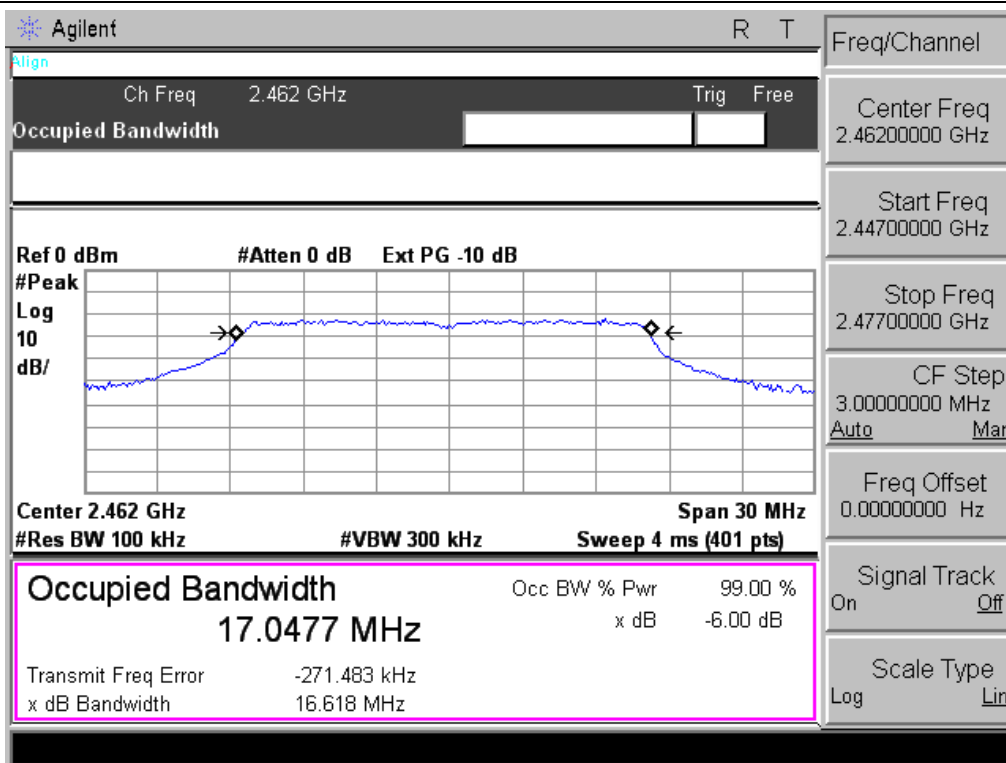 Agilent R T
Align
Ch Freq 2.462 GHz Trig Free
Occupied Bandwidth
Ref 0 dBm #Atten 0 dB Ext PG -10 dB
#Peak
Log
10
dB/
Center 2.462 GHz Span 30 MHz
#Res BW 100 kHz #VBW 300 kHz Sweep 4 ms (401 pts)
Occupied Bandwidth Occ BW % Pwr 99.00 %
17.0477 MHz x dB -6.00 dB
Transmit Freq Error -271.483 kHz
x dB Bandwidth 16.618 MHz
Freq/Channel
Center Freq
2.46200000 GHz
Start Freq
2.44700000 GHz
Stop Freq
2.47700000 GHz
CF Step
3.00000000 MHz
Auto Man
Freq Offset
0.00000000 Hz
Signal Track
On Off
Scale Type
Log Lin